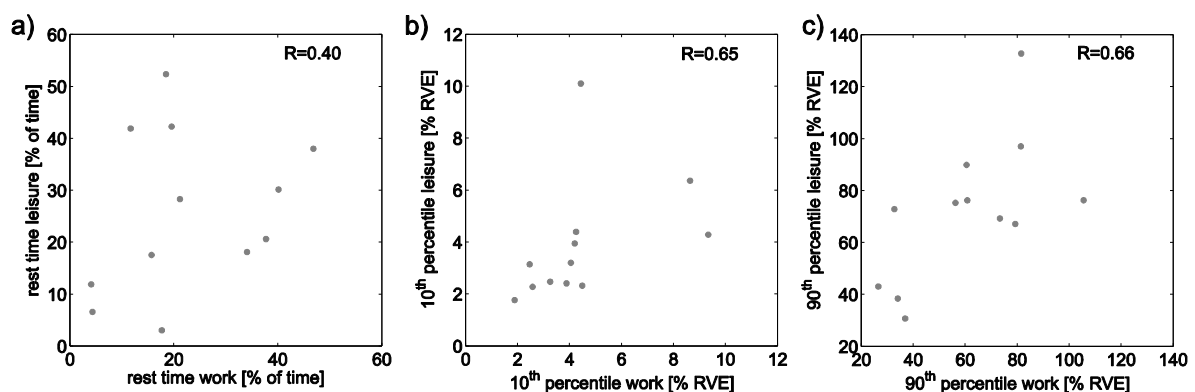 a)
R=0.40
rest time leisure [% of time]
60
50
40
30
20
10
0
0 20 40 60
rest time work [% of time]
b)
R=0.65
10th percentile leisure [% RVE]
12
10
8
6
4
2
0
0 2 4 6 8 10 12
10th percentile work [% RVE]
c)
R=0.66
90th percentile leisure [% RVE]
140
120
100
80
60
40
20
20 40 60 80 100 120 140
90th percentile work [% RVE]